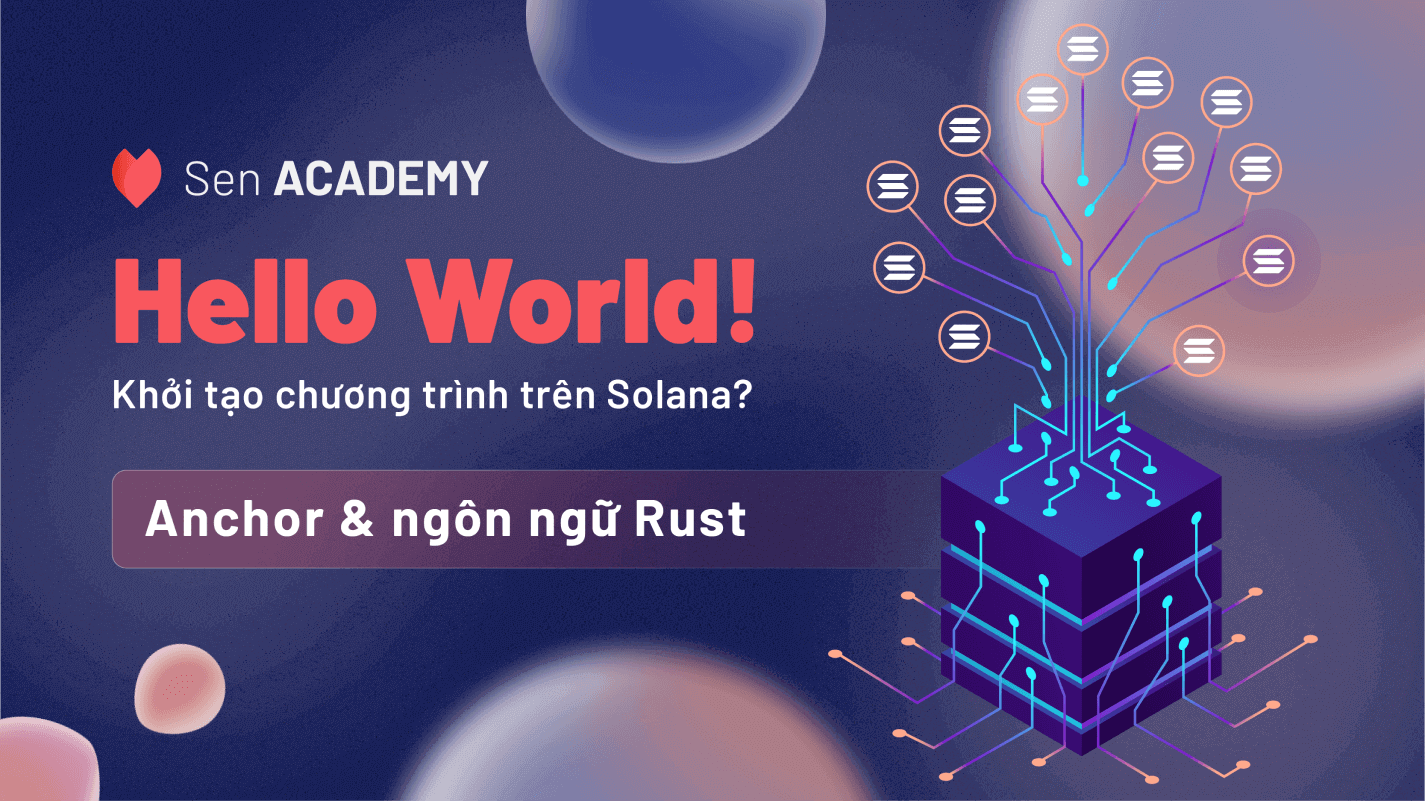 Sen ACADEMY
Hello World!
Khởi tạo chương trình trên Solana?
Anchor & ngôn ngữ Rust